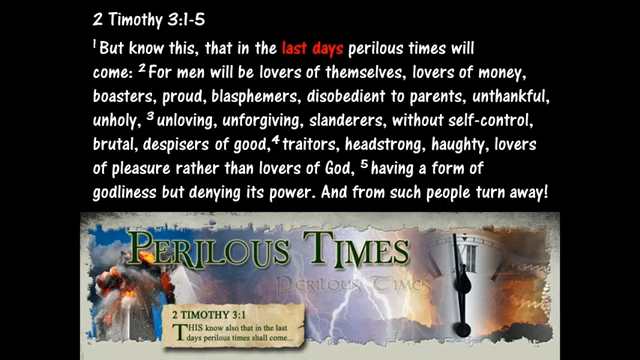 2 Timothy 3:1-5
1 But know this, that in the last days perilous times will
come: 2 For men will be lovers of themselves, lovers of money,
boasters, proud, blasphemers, disobedient to parents, unthankful,
unholy, 3 unloving, unforgiving, slanderers, without self-control,
brutal, despisers of good,4 traitors, headstrong, haughty, lovers
of pleasure rather than lovers of God, 5 having a form of
godliness but denying its power. And from such people turn away!
PERILOUS TIMES
PERILOUS TIMES
2 TIMOTHY 3:1
THIS know also that in the last
days perilous times shall come...